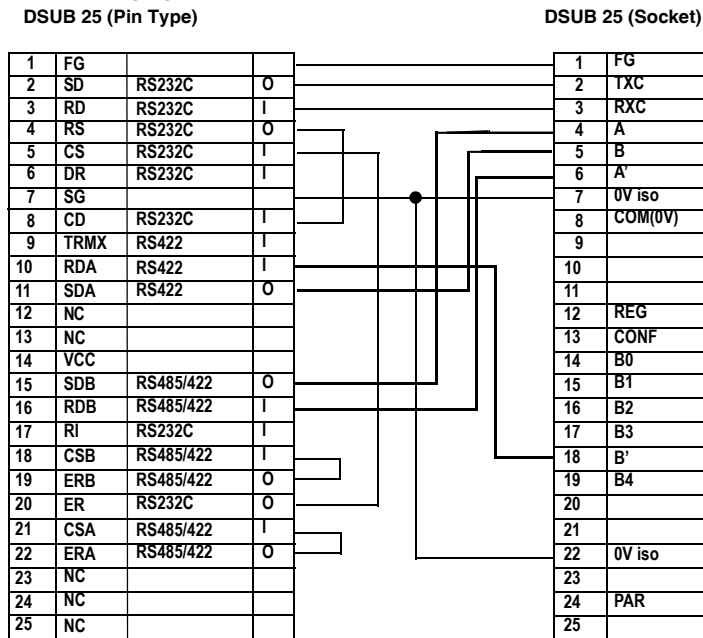 DSUB 25 (Pin Type)
DSUB 25 (Socket)
1 FG
2 SD RS232C O
3 RD RS232C I
4 RS RS232C O
5 CS RS232C I
6 DR RS232C I
7 SG
8 CD RS232C I
9 TRMX RS422 I
10 RDA RS422 I
11 SDA RS422 O
12 NC
13 NC
14 VCC
15 SDB RS485/422 O
16 RDB RS485/422 I
17 RI RS232C I
18 CSB RS485/422 I
19 ERB RS485/422 O
20 ER RS232C O
21 CSA RS485/422 I
22 ERA RS485/422 O
23 NC
24 NC
25 NC
1 FG
2 TXC
3 RXC
4 A
5 B
6 A’
7 0V iso
8 COM(0V)
9
10
11
12 REG
13 CONF
14 B0
15 B1
16 B2
17 B3
18 B’
19 B4
20
21
22 0V iso
23
24 PAR
25